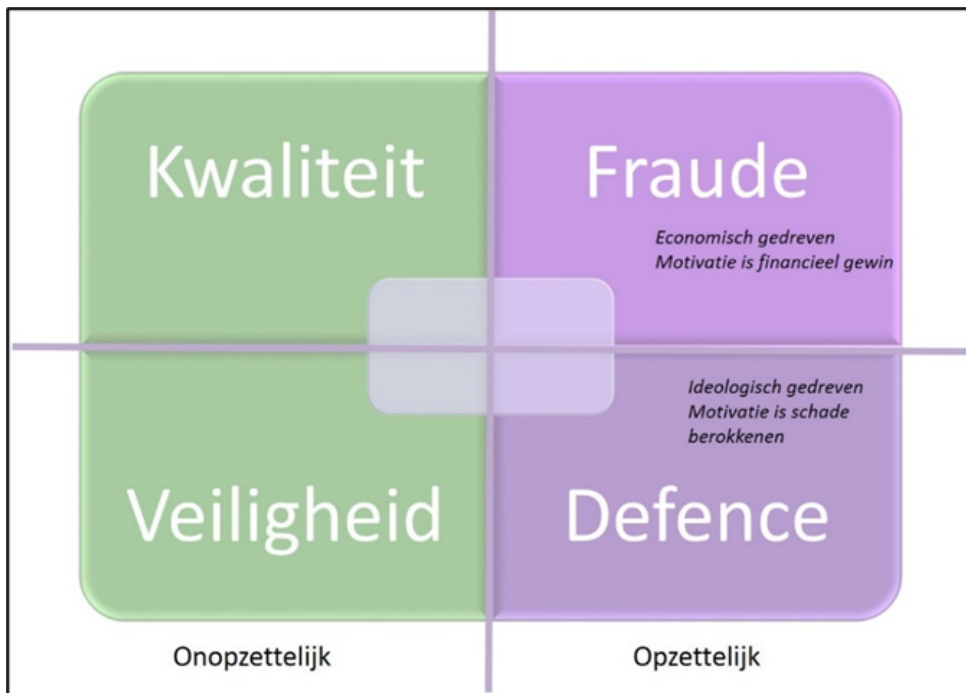 Kwaliteit
Fraude
Economisch gedreven
Motivatie is financieel gewin
Ideologisch gedreven
Motivatie is schade
berokkenen
Veiligheid
Defence
Onopzettelijk
Opzettelijk